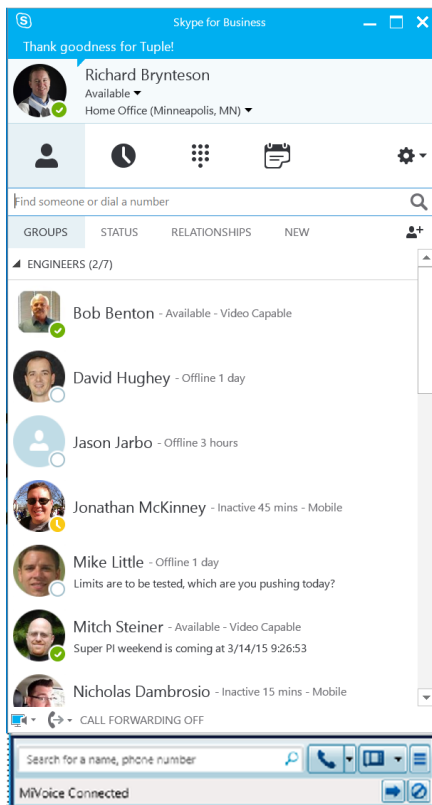 Skype for Business
Thank goodness for Tuple!
Richard Brynteson
Available
Home Office (Minneapolis, MN)
Find someone or dial a number
GROUPS STATUS RELATIONSHIPS NEW
ENGINEERS (2/7)
Bob Benton - Available - Video Capable
David Hughey - Offline 1 day
Jason Jarbo - Offline 3 hours
Jonathan McKinney - Inactive 45 mins - Mobile
Mike Little - Offline 1 day
Limits are to be tested, which are you pushing today?
Mitch Steiner - Available - Video Capable
Super PI weekend is coming at 3/14/15 9:26:53
Nicholas Dambrosio - Inactive 15 mins - Mobile
CALL FORWARDING OFF
Search for a name, phone number
MiVoice Connected